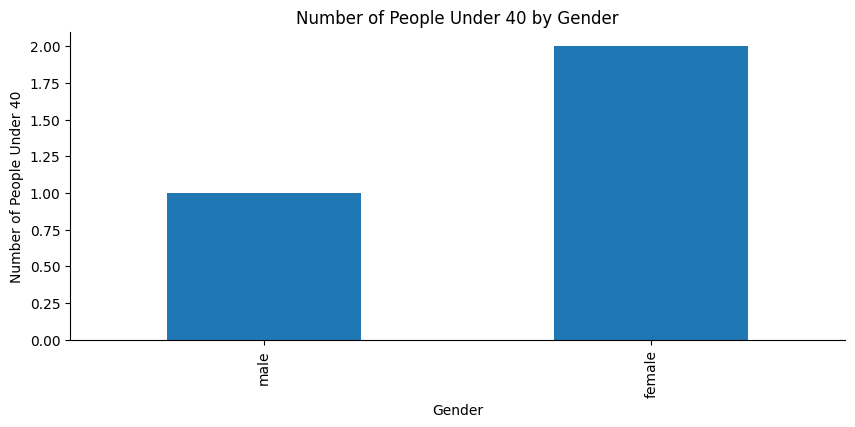 Number of People Under 40 by Gender
Number of People Under 40
2.00
1.75
1.50
1.25
1.00
0.75
0.50
0.25
0.00
male
female
Gender